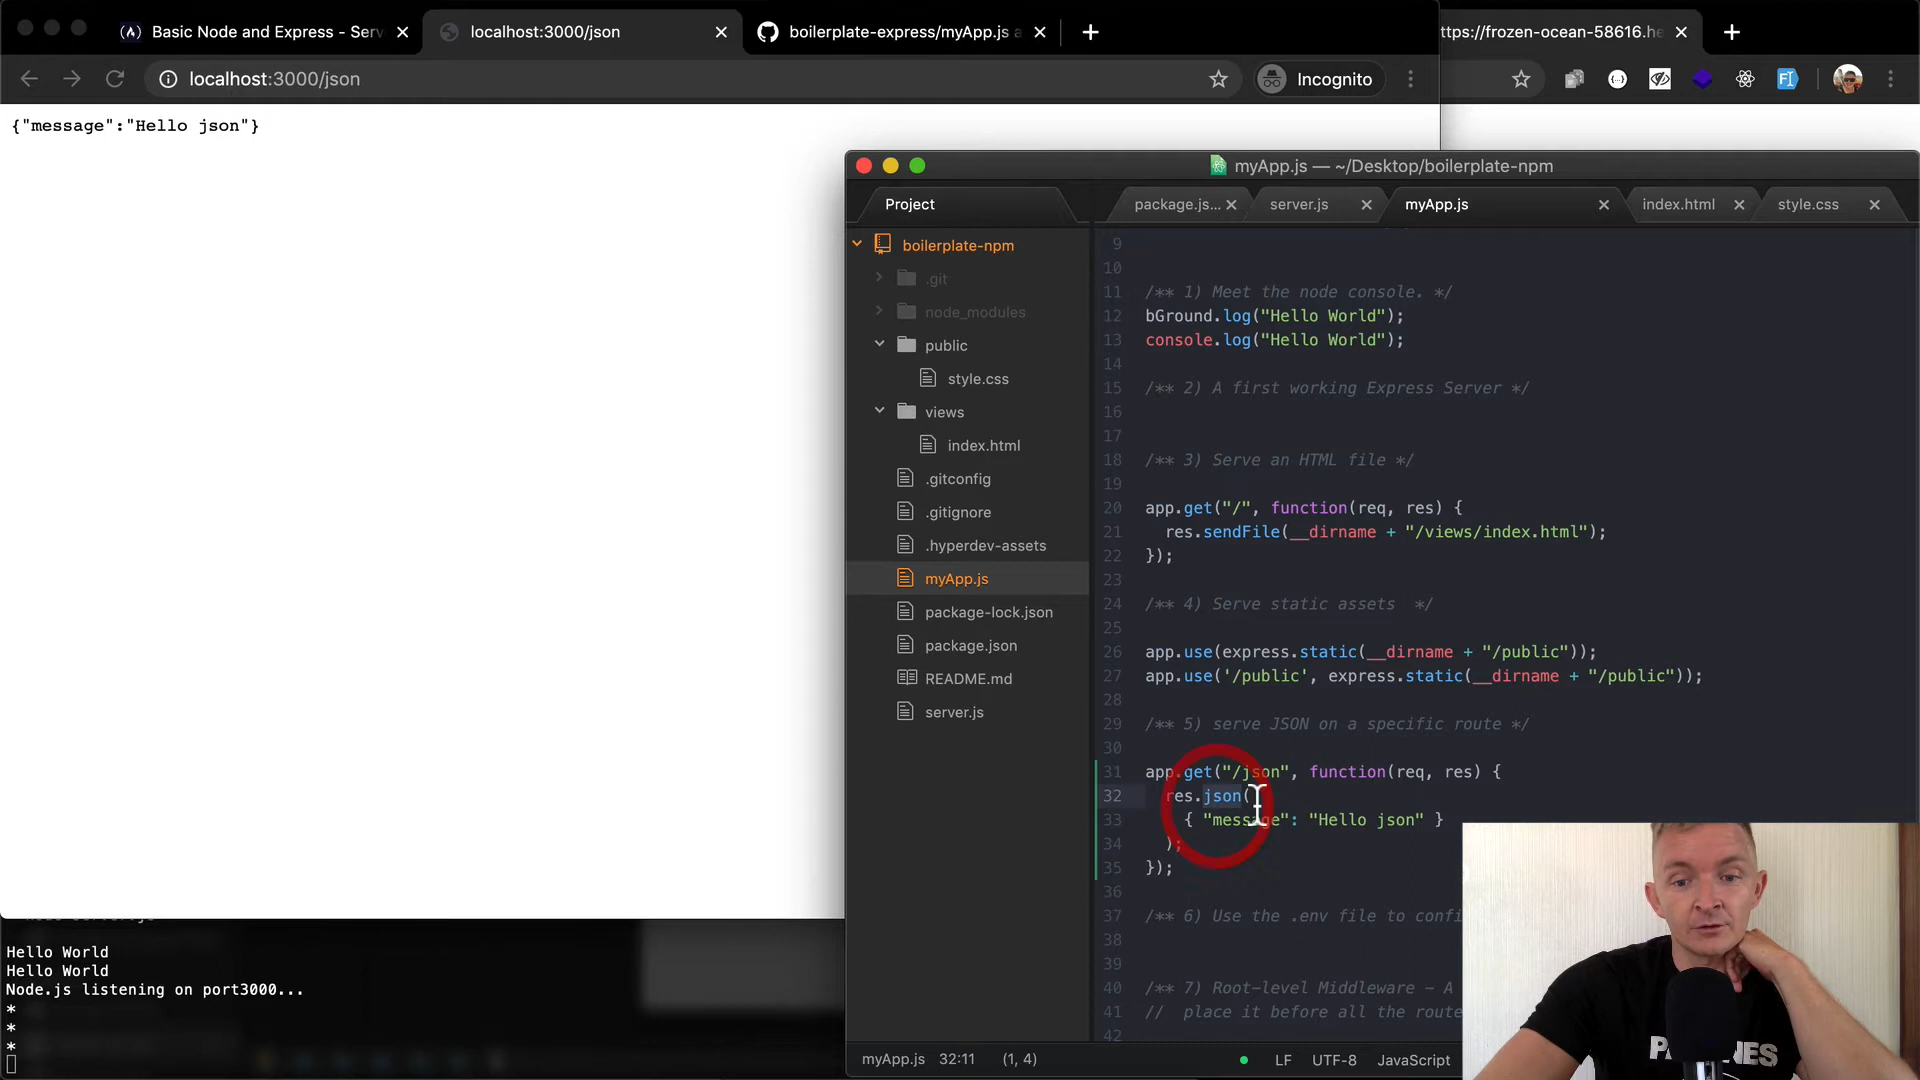 Basic Node and Express - Serv
localhost:3000/json
boilerplate-express/myApp.js a
ttps://frozen-ocean-58616.he
localhost:3000/json
Incognito
{"message":"Hello json"}
myApp.js — ~/Desktop/boilerplate-npm
Project
package.js...
server.js
myApp.js
index.html
style.css
boilerplate-npm
.git
node_modules
public
style.css
views
index.html
.gitconfig
.gitignore
.hyperdev-assets
myApp.js
package-lock.json
package.json
README.md
server.js
9
10
11 /** 1) Meet the node console. */
12 bGround.log("Hello World");
13 console.log("Hello World");
14
15 /** 2) A first working Express Server */
16
17
18 /** 3) Serve an HTML file */
19
20 app.get("/", function(req, res) {
21 res.sendFile(__dirname + "/views/index.html");
22 });
23
24 /** 4) Serve static assets */
25
26 app.use(express.static(__dirname + "/public"));
27 app.use('/public', express.static(__dirname + "/public"));
28
29 /** 5) serve JSON on a specific route */
30
31 app.get("/json", function(req, res) {
32 res.json(
33 { "message": "Hello json" }
34 );
35 });
36
37 /** 6) Use the .env file to confi
38
39
40 /** 7) Root-level Middleware - A
41 // place it before all the route
42
Hello World
Hello World
Node.js listening on port3000...
*
*
*
myApp.js 32:11 (1, 4)
LF UTF-8 JavaScript